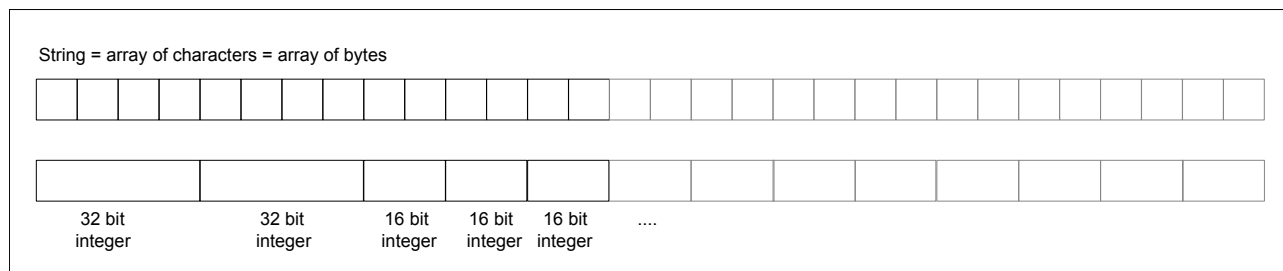 String = array of characters = array of bytes
32 bit integer
32 bit integer
16 bit integer
16 bit integer
16 bit integer
....